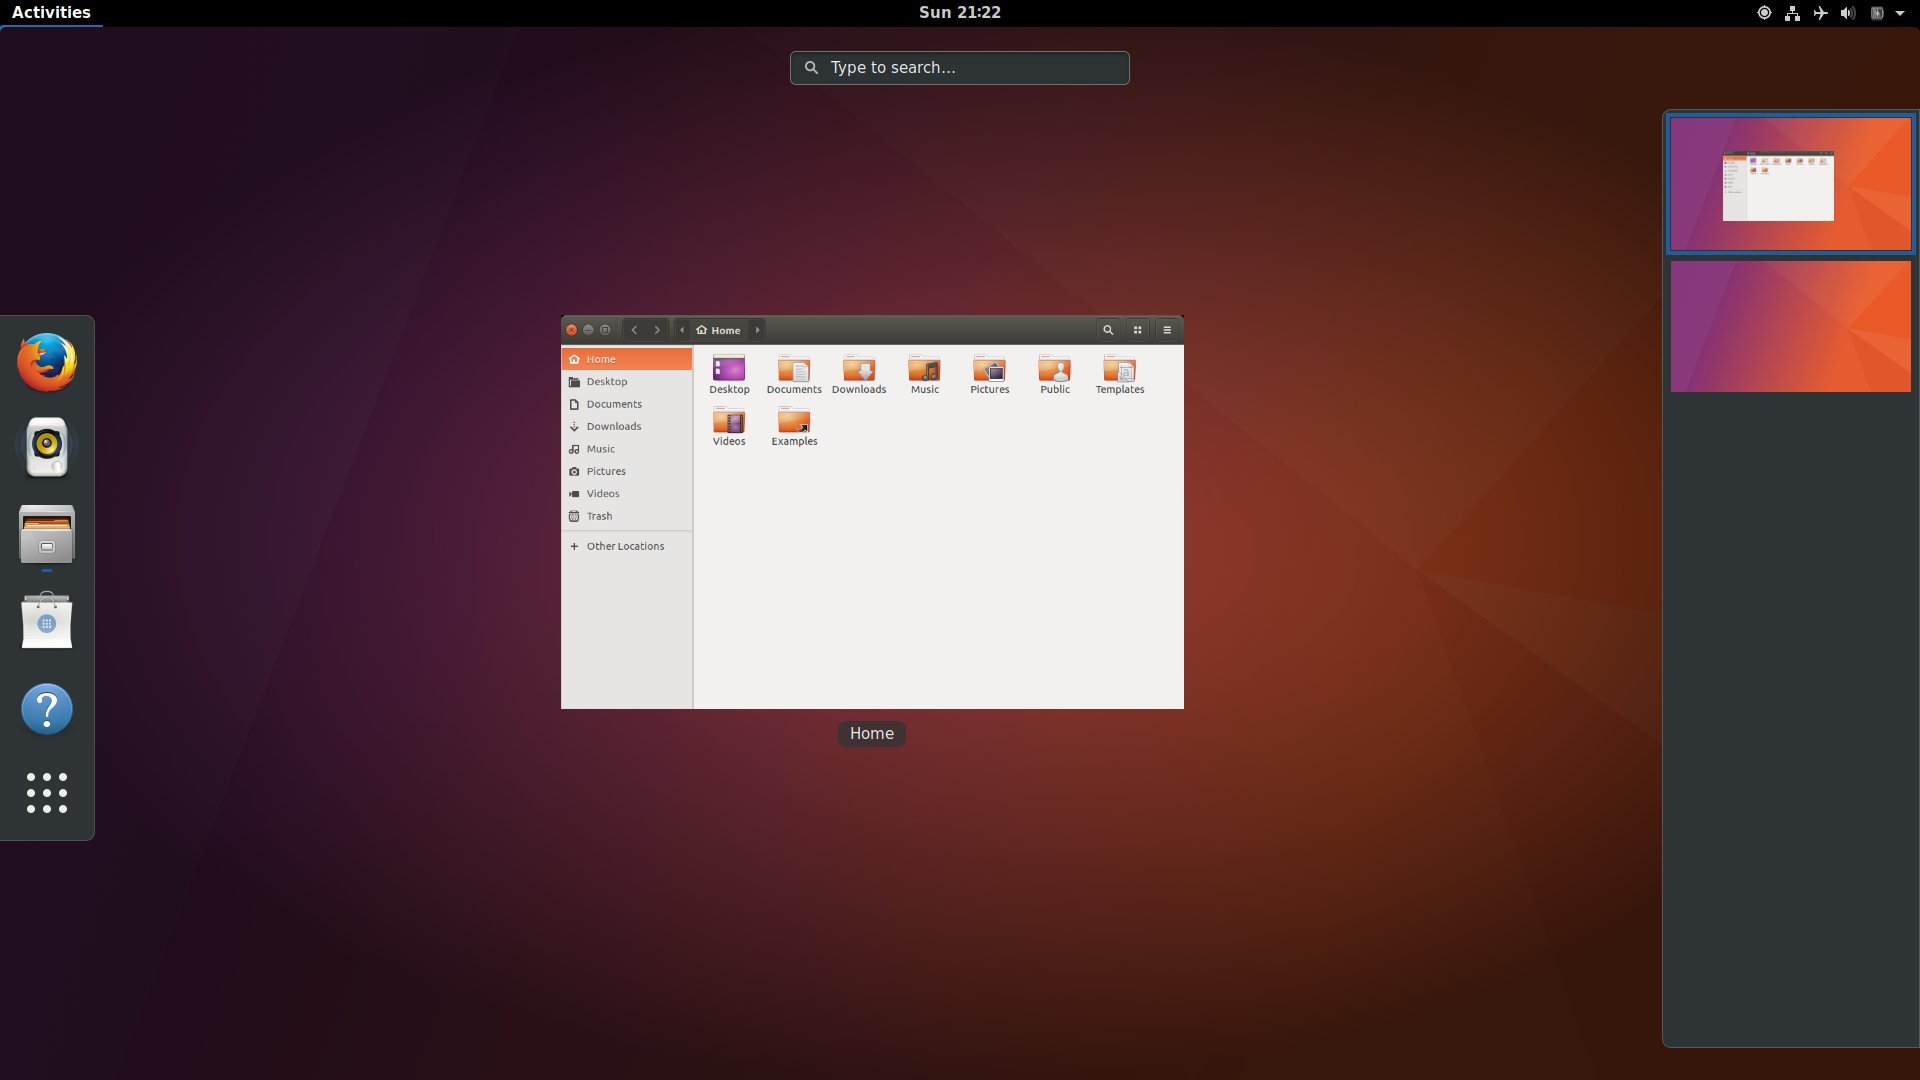 Activities
Sun 21:22
Type to search...
Home
Home
Desktop
Documents
Downloads
Music
Pictures
Videos
Trash
Other Locations
Desktop Documents Downloads Music Pictures Public Templates
Videos Examples
Home